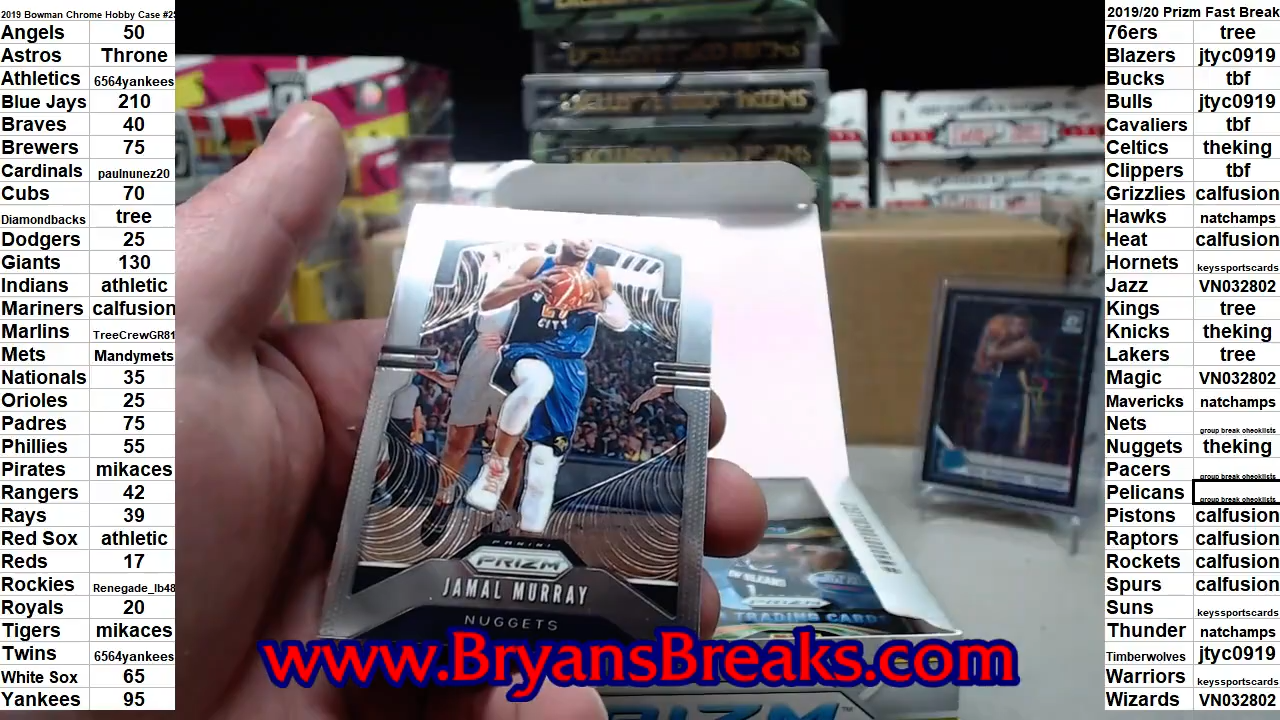 2019 Bowman Chrome Hobby Case #2
Angels 50
Astros Throne
Athletics 6564yankees
Blue Jays 210
Braves 40
Brewers 75
Cardinals paulnunez20
Cubs 70
Diamondbacks tree
Dodgers 25
Giants 130
Indians athletic
Mariners calfusion
Marlins TreeCrewGR81
Mets Mandymets
Nationals 35
Orioles 25
Padres 75
Phillies 55
Pirates mikaces
Rangers 42
Rays 39
Red Sox athletic
Reds 17
Rockies Renegade_lb48
Royals 20
Tigers mikaces
Twins 6564yankees
White Sox 65
Yankees 95
CITY
PANINI
PRIZM
JAMAL MURRAY
NUGGETS
PRIZM
TRADING CARDS
www.BryansBreaks.com
PRIZM
2019/20 Prizm Fast Break
76ers tree
Blazers jtyc0919
Bucks tbf
Bulls jtyc0919
Cavaliers tbf
Celtics theking
Clippers tbf
Grizzlies calfusion
Hawks natchamps
Heat calfusion
Hornets keyssportscards
Jazz VN032802
Kings tree
Knicks theking
Lakers tree
Magic VN032802
Mavericks natchamps
Nets group break checklists
Nuggets theking
Pacers group break checklists
Pelicans group break checklists
Pistons calfusion
Raptors calfusion
Rockets calfusion
Spurs calfusion
Suns keyssportscards
Thunder natchamps
Timberwolves jtyc0919
Warriors keyssportscards
Wizards VN032802